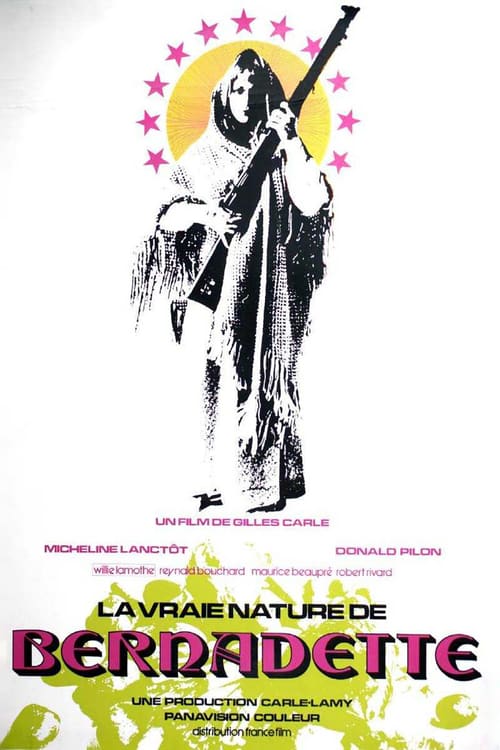 UN FILM DE GILLES CARLE
MICHELINE LANCTÔT DONALD PILON
willie lamothe reynald bouchard maurice beaupré robert rivard
LA VRAIE NATURE DE
BERNADETTE
UNE PRODUCTION CARLE-LAMY
PANAVISION COULEUR
distribution france film